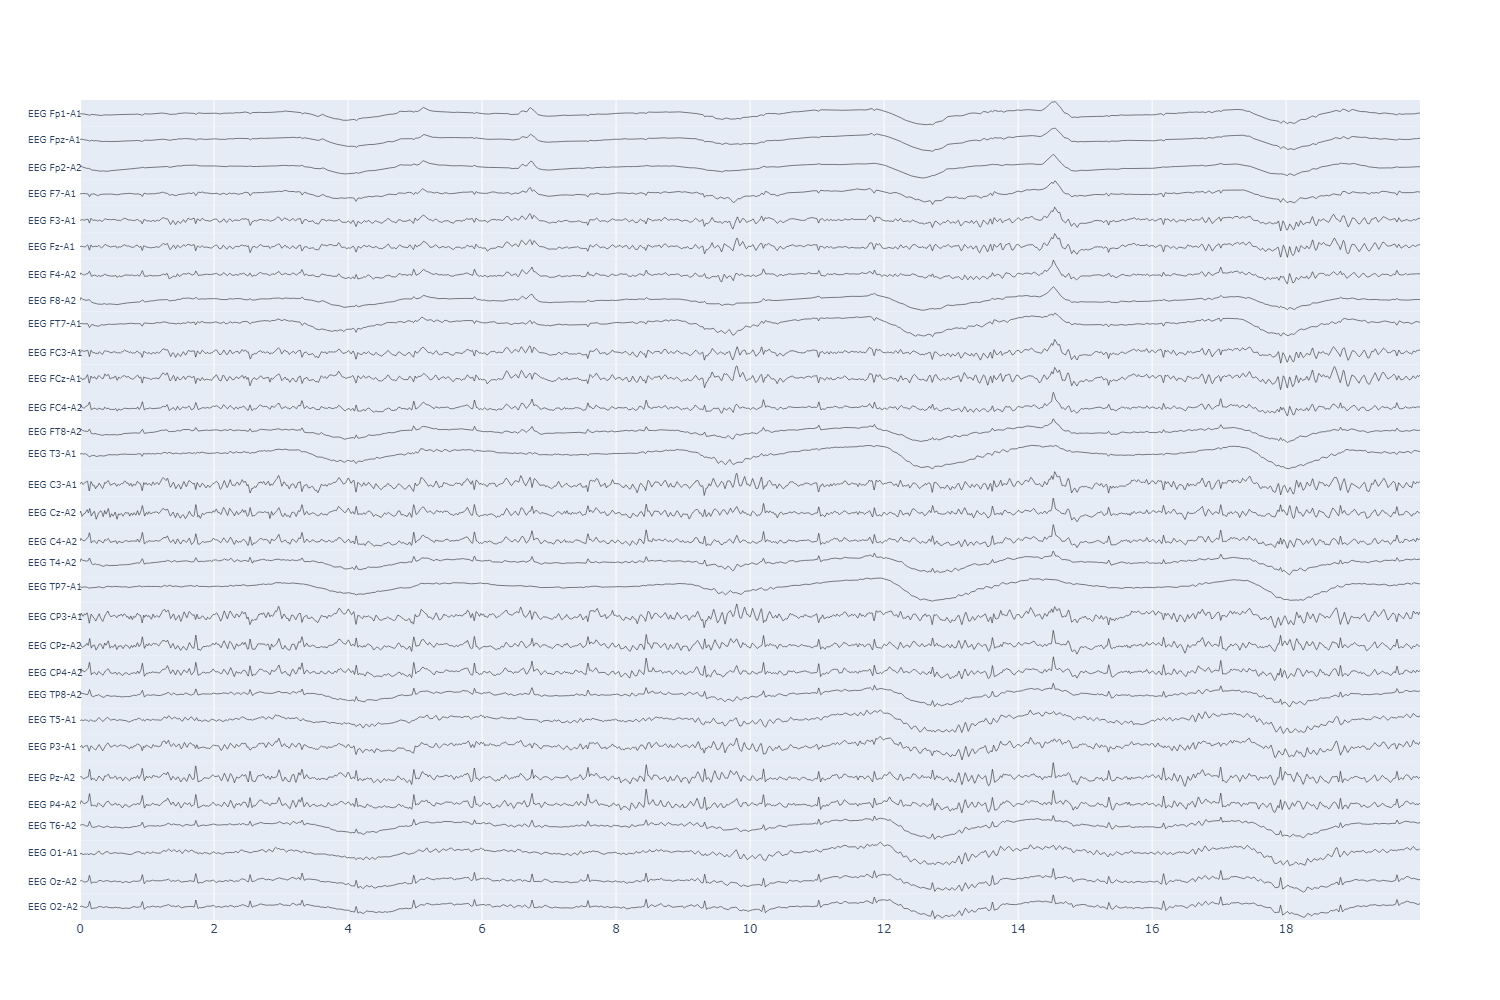 EEG Fp1-A1
EEG Fpz-A1
EEG Fp2-A2
EEG F7-A1
EEG F3-A1
EEG Fz-A1
EEG F4-A2
EEG F8-A2
EEG FT7-A1
EEG FC3-A1
EEG FCz-A1
EEG FC4-A2
EEG FT8-A2
EEG T3-A1
EEG C3-A1
EEG Cz-A2
EEG C4-A2
EEG T4-A2
EEG TP7-A1
EEG CP3-A1
EEG CPz-A2
EEG CP4-A2
EEG TP8-A2
EEG T5-A1
EEG P3-A1
EEG Pz-A2
EEG P4-A2
EEG T6-A2
EEG O1-A1
EEG Oz-A2
EEG O2-A2
0 2 4 6 8 10 12 14 16 18